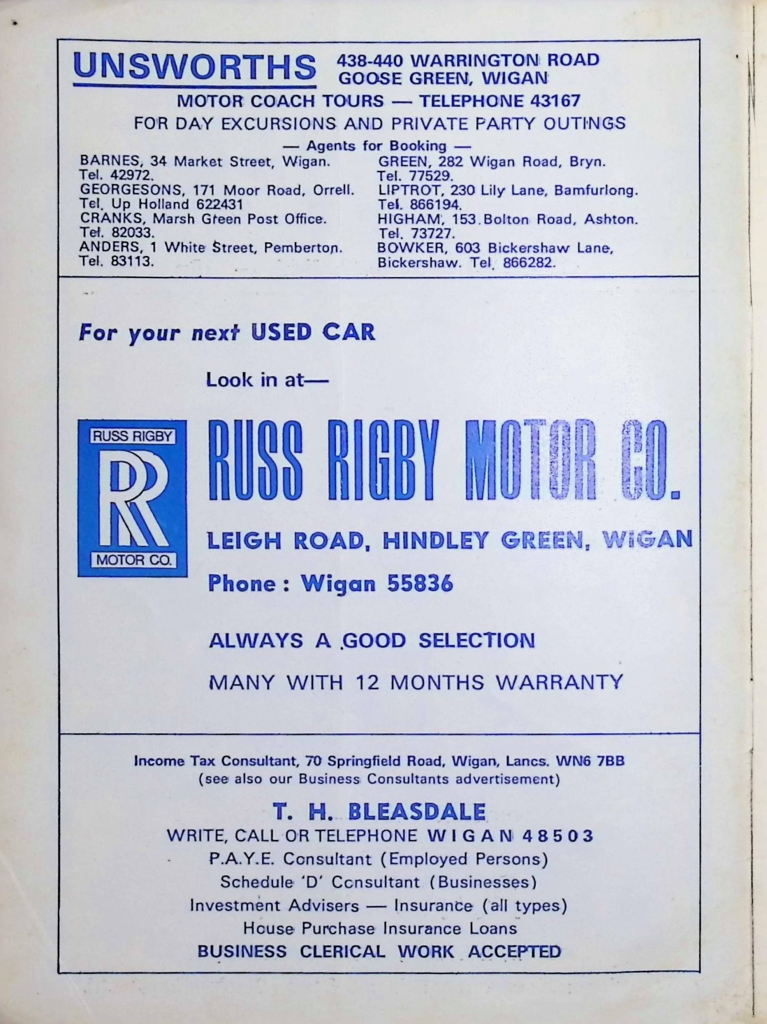 UNSWORTHS
438-440 WARRINGTON ROAD
GOOSE GREEN, WIGAN
MOTOR COACH TOURS — TELEPHONE 43167
FOR DAY EXCURSIONS AND PRIVATE PARTY OUTINGS
— Agents for Booking —
BARNES, 34 Market Street, Wigan.
Tel. 42972.
GEORGESONS, 171 Moor Road, Orrell.
Tel. Up Holland 622431
CRANKS, Marsh Green Post Office.
Tel. 82033.
ANDERS, 1 White Street, Pemberton.
Tel. 83113.
GREEN, 282 Wigan Road, Bryn.
Tel. 77529.
LIPTROT, 230 Lily Lane, Bamfurlong.
Tel. 866194.
HIGHAM, 153 Bolton Road, Ashton.
Tel. 73727.
BOWKER, 603 Bickershaw Lane,
Bickershaw. Tel. 866282.
For your next USED CAR
Look in at—
RUSS RIGBY
RR
MOTOR CO.
RUSS RIGBY MOTOR CO.
LEIGH ROAD, HINDLEY GREEN, WIGAN
Phone : Wigan 55836
ALWAYS A GOOD SELECTION
MANY WITH 12 MONTHS WARRANTY
Income Tax Consultant, 70 Springfield Road, Wigan, Lancs. WN6 7BB
(see also our Business Consultants advertisement)
T. H. BLEASDALE
WRITE, CALL OR TELEPHONE WIGAN 48503
P.A.Y.E. Consultant (Employed Persons)
Schedule 'D' Consultant (Businesses)
Investment Advisers — Insurance (all types)
House Purchase Insurance Loans
BUSINESS CLERICAL WORK ACCEPTED